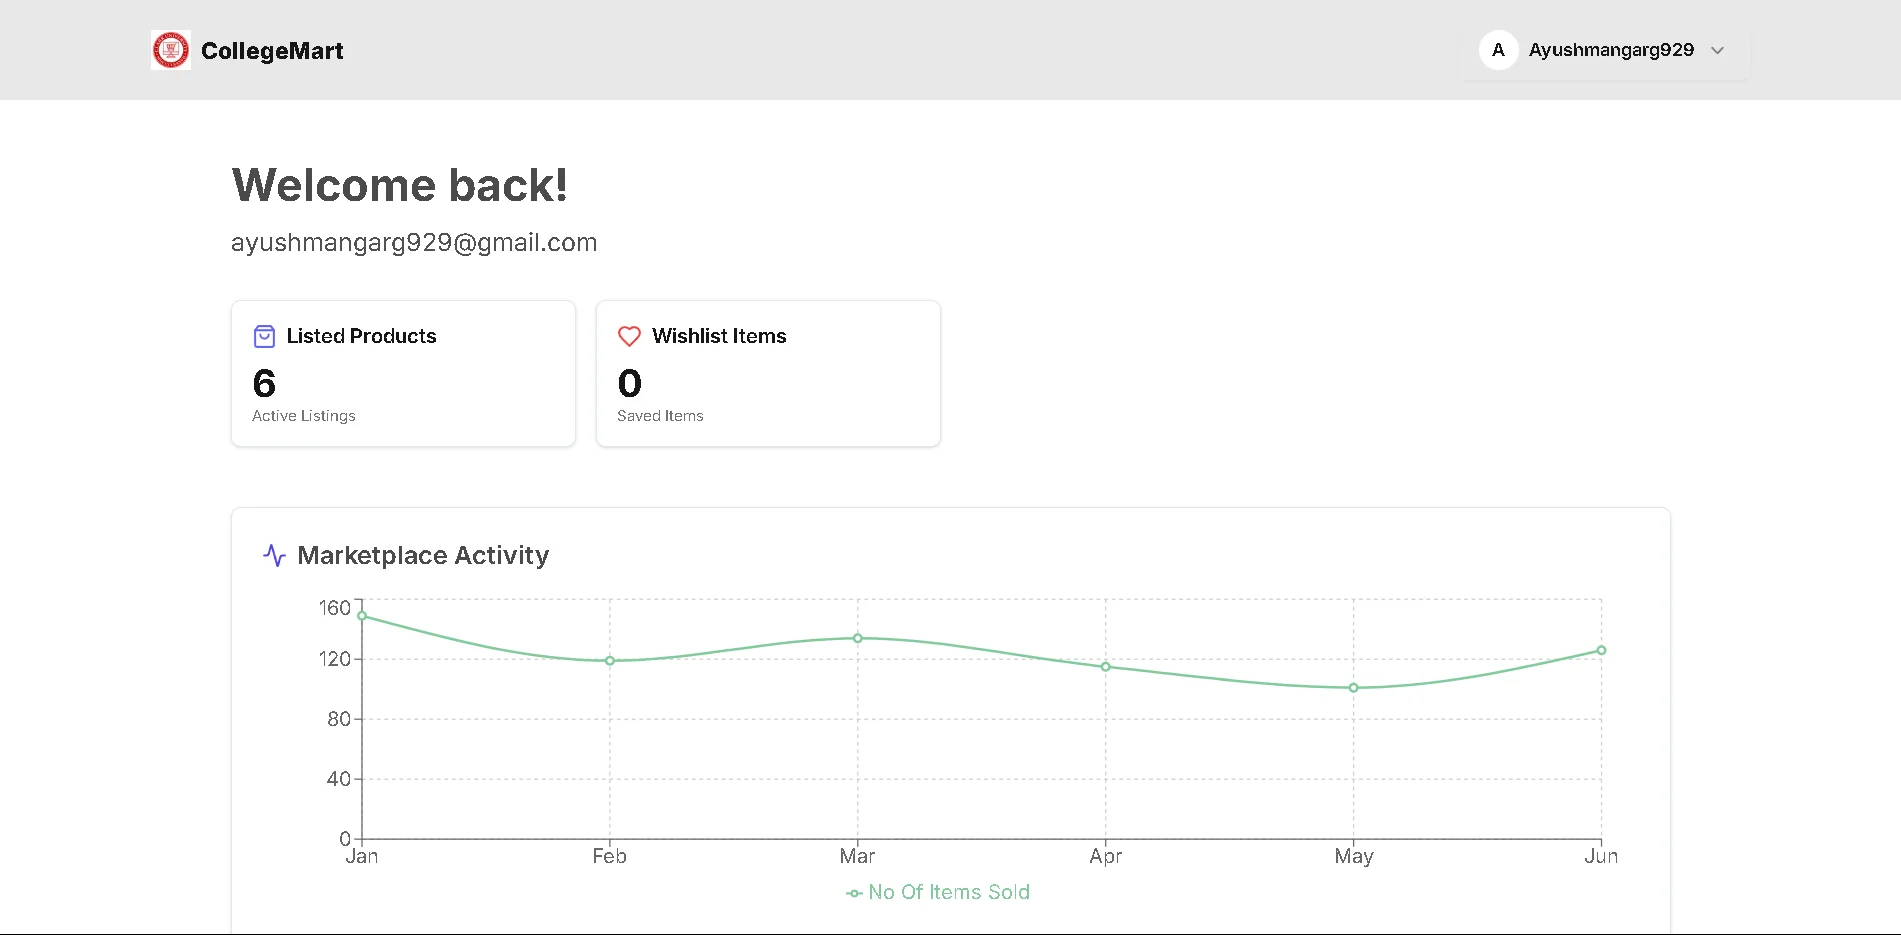 CollegeMart
A
Ayushmangarg929
Welcome back!
ayushmangarg929@gmail.com
Listed Products
6
Active Listings
Wishlist Items
0
Saved Items
Marketplace Activity
160
120
80
40
0
Jan
Feb
Mar
Apr
May
Jun
No Of Items Sold